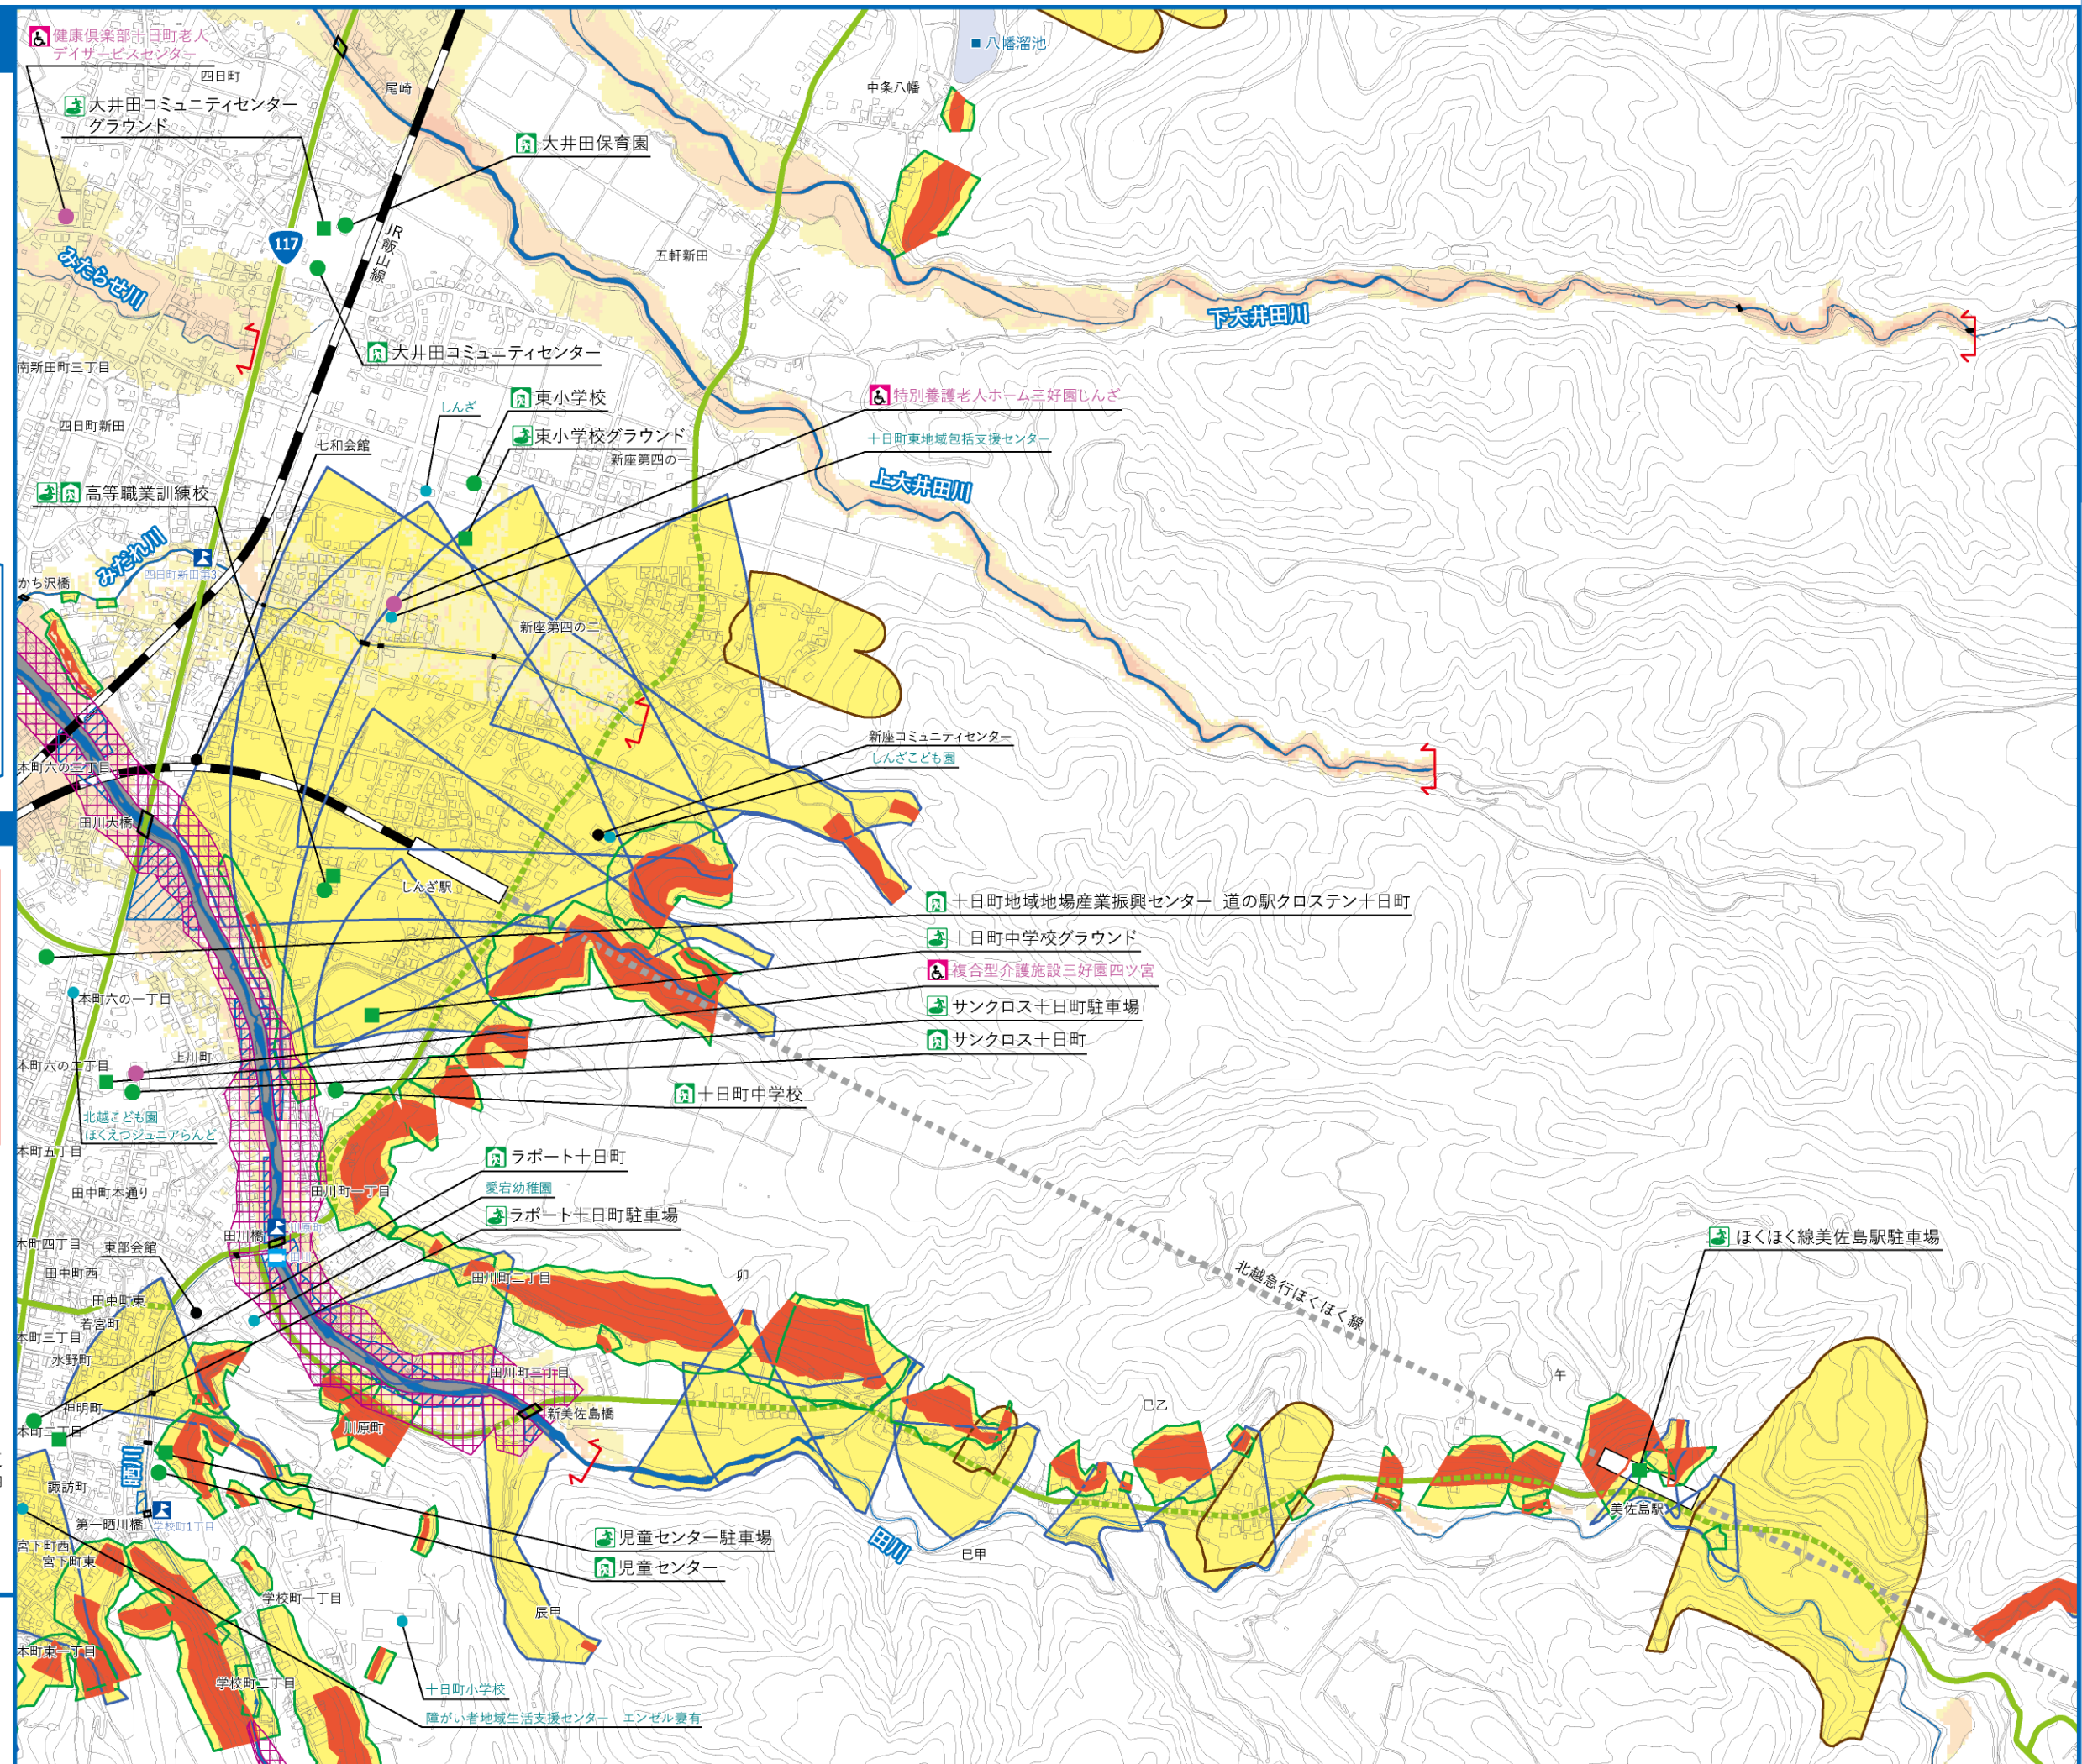 健康倶楽部十日町老人
デイサービスセンター
四日町
大井田コミュニティセンター
グラウンド
尾崎
八幡溜池
中条八幡
大井田保育園
117
JR飯山線
みたらせ川
五軒新田
下大井田川
大井田コミュニティセンター
南新田町三丁目
四日町新田
しんざ
東小学校
東小学校グラウンド
新座第四の一
七和会館
特別養護老人ホーム三好園しんざ
十日町東地域包括支援センター
上大井田川
高等職業訓練校
みだれ川
四日町新田第3
かち沢橋
新座第四の二
新座コミュニティセンター
しんざこども園
本町六の三丁目
田川大橋
しんざ駅
十日町地域地場産業振興センター 道の駅クロステン十日町
十日町中学校グラウンド
複合型介護施設三好園四ツ宮
サンクロス十日町駐車場
サンクロス十日町
十日町中学校
本町六の一丁目
上川町
本町六の二丁目
北越こども園
ほくえつジュニアらんど
本町五丁目
田中町本通り
田川町一丁目
ラポート十日町
愛宕幼稚園
ラポート十日町駐車場
田川橋
本町四丁目
東部会館
田中町西
田中町東
若宮町
本町三丁目
水野町
田川町二丁目
卯
北越急行ほくほく線
ほくほく線美佐島駅駐車場
田川町三丁目
新美佐島橋
川原町
神明町
本町二丁目
巳乙
午
晒川
諏訪町
第一晒川橋
学校町1丁目
美佐島駅
田川
巳甲
児童センター駐車場
児童センター
宮下町西
宮下町東
学校町一丁目
辰甲
本町東一丁目
学校町二丁目
十日町小学校
障がい者地域生活支援センター エンゼル妻有